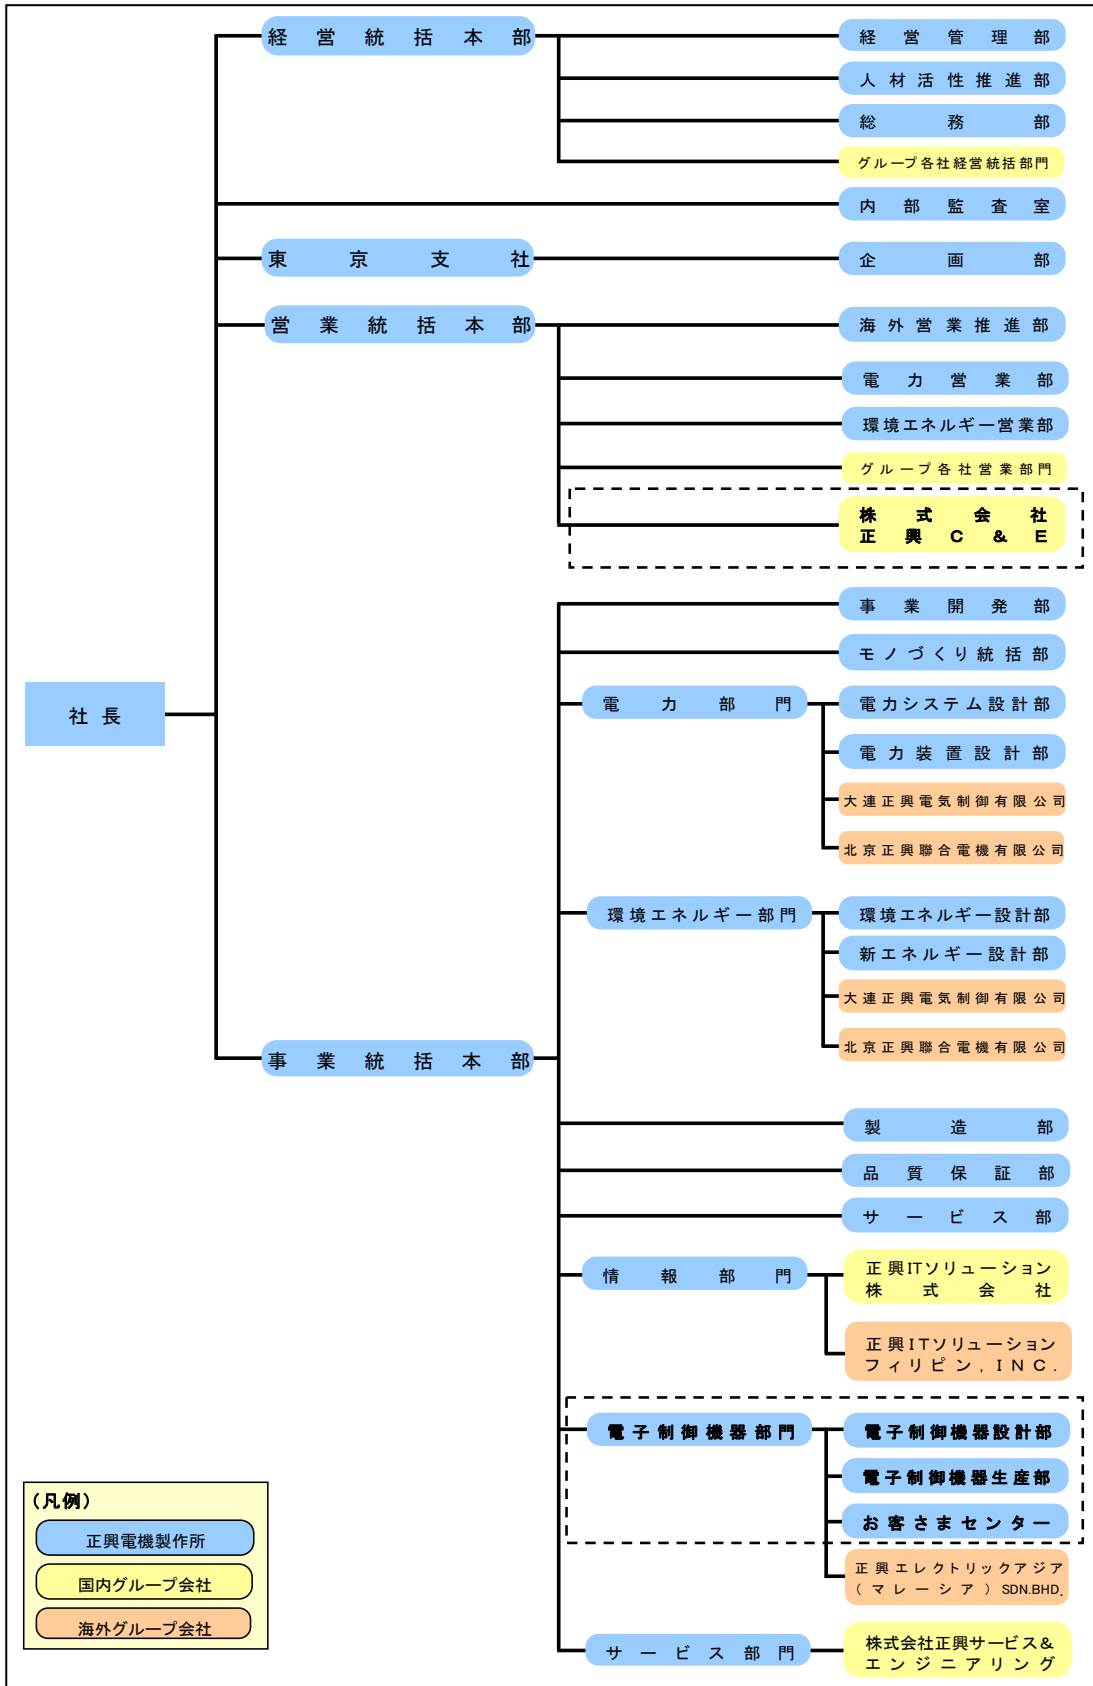 経営統括本部
経営管理部
人材活性推進部
総務部
グループ各社経営統括部門
内部監査室
東京支社
企画部
営業統括本部
海外営業推進部
電力営業部
環境エネルギー営業部
グループ各社営業部門
株式会社
正興C&E
社長
事業開発部
モノづくり統括部
電力部門
電力システム設計部
電力装置設計部
大連正興電気制御有限公司
北京正興聯合電機有限公司
環境エネルギー部門
環境エネルギー設計部
新エネルギー設計部
大連正興電気制御有限公司
北京正興聯合電機有限公司
事業統括本部
製造部
品質保証部
サービス部
情報部門
正興ITソリューション
株式会社
正興ITソリューション
フィリピン,INC.
電子制御機器部門
電子制御機器設計部
電子制御機器生産部
お客さまセンター
正興エレクトリックアジア
(マレーシア)SDN.BHD.
サービス部門
株式会社正興サービス&
エンジニアリング
(凡例)
正興電機製作所
国内グループ会社
海外グループ会社